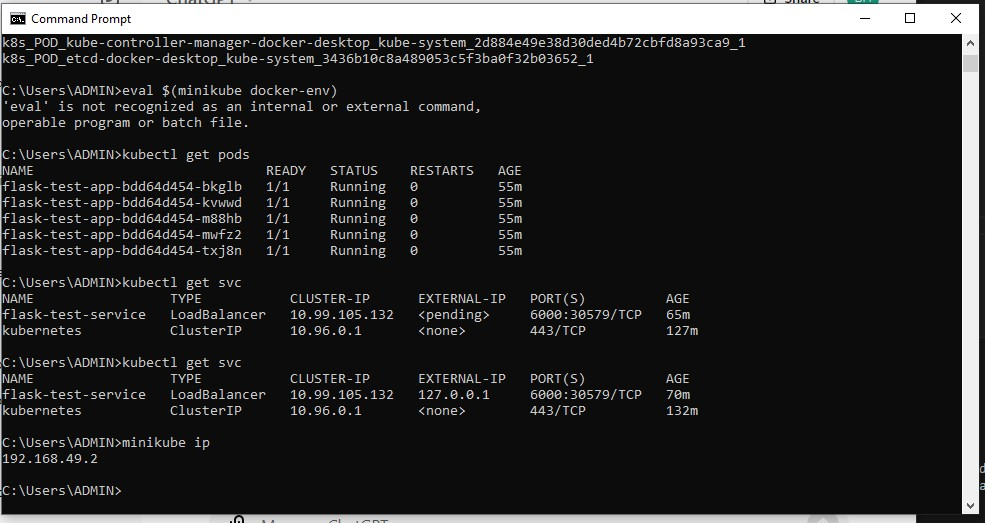 Share
Command Prompt
k8s_POD_kube-controller-manager-docker-desktop_kube-system_2d884e49e38d30ded4b72cbfd8a93ca9_1
k8s_POD_etcd-docker-desktop_kube-system_3436b10c8a489053c5f3ba0f32b03652_1
C:\Users\ADMIN>eval $(minikube docker-env)
'eval' is not recognized as an internal or external command,
operable program or batch file.
C:\Users\ADMIN>kubectl get pods
NAME READY STATUS RESTARTS AGE
flask-test-app-bdd64d454-bkglb 1/1 Running 0 55m
flask-test-app-bdd64d454-kvwwd 1/1 Running 0 55m
flask-test-app-bdd64d454-m88hb 1/1 Running 0 55m
flask-test-app-bdd64d454-mwfz2 1/1 Running 0 55m
flask-test-app-bdd64d454-txj8n 1/1 Running 0 55m
C:\Users\ADMIN>kubectl get svc
NAME TYPE CLUSTER-IP EXTERNAL-IP PORT(S) AGE
flask-test-service LoadBalancer 10.99.105.132 <pending> 6000:30579/TCP 65m
kubernetes ClusterIP 10.96.0.1 <none> 443/TCP 127m
C:\Users\ADMIN>kubectl get svc
NAME TYPE CLUSTER-IP EXTERNAL-IP PORT(S) AGE
flask-test-service LoadBalancer 10.99.105.132 127.0.0.1 6000:30579/TCP 70m
kubernetes ClusterIP 10.96.0.1 <none> 443/TCP 132m
C:\Users\ADMIN>minikube ip
192.168.49.2
C:\Users\ADMIN>
ChatGPT